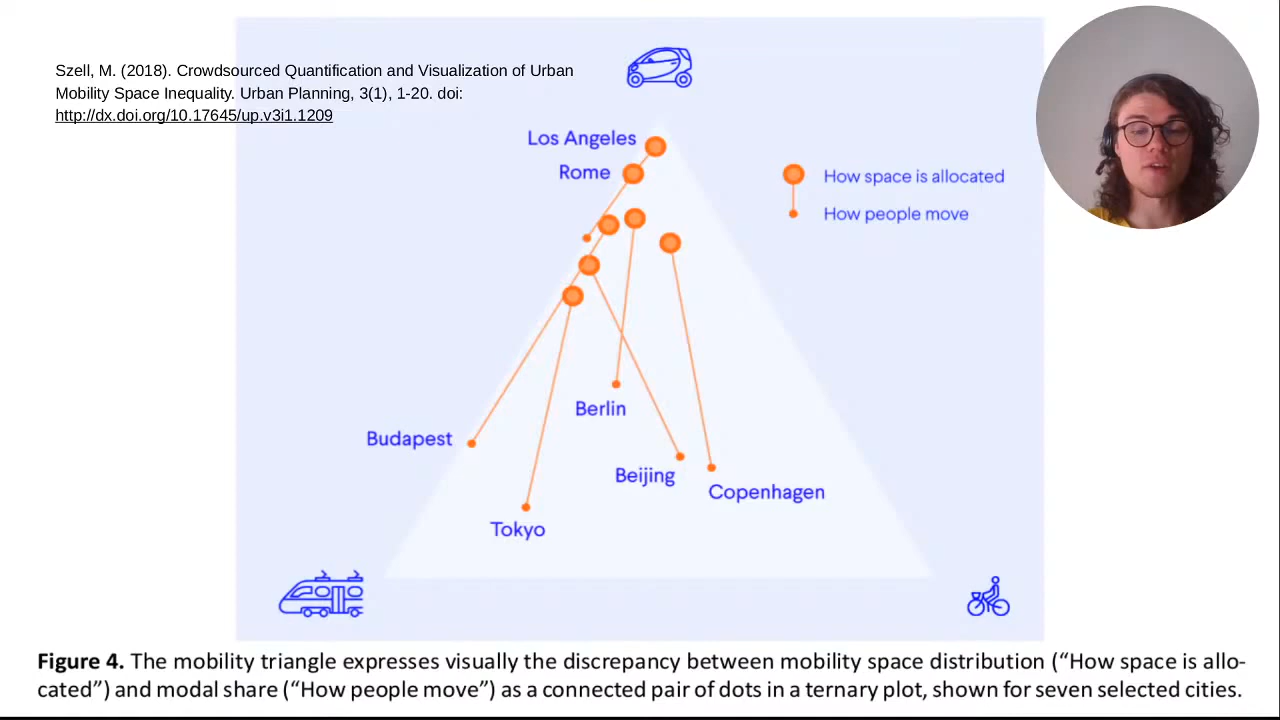 Szell, M. (2018). Crowdsourced Quantification and Visualization of Urban
Mobility Space Inequality. Urban Planning, 3(1), 1-20. doi:
http://dx.doi.org/10.17645/up.v3i1.1209
Los Angeles
Rome
How space is allocated
How people move
Berlin
Budapest
Beijing
Copenhagen
Tokyo
Figure 4. The mobility triangle expresses visually the discrepancy between mobility space distribution (“How space is allo-
cated”) and modal share (“How people move”) as a connected pair of dots in a ternary plot, shown for seven selected cities.